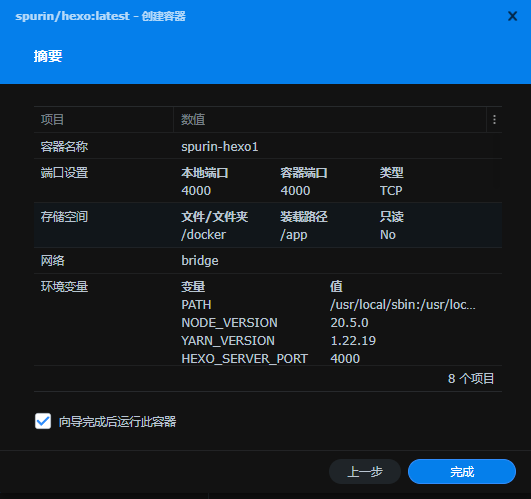 spurin/hexo:latest - 创建容器
摘要
项目 数值
容器名称 spurin-hexo1
端口设置 本地端口 容器端口 类型
4000 4000 TCP
存储空间 文件/文件夹 装载路径 只读
/docker /app No
网络 bridge
环境变量 变量 值
PATH /usr/local/sbin:/usr/loc...
NODE_VERSION 20.5.0
YARN_VERSION 1.22.19
HEXO_SERVER_PORT 4000
8 个项目
向导完成后运行此容器
上一步 完成